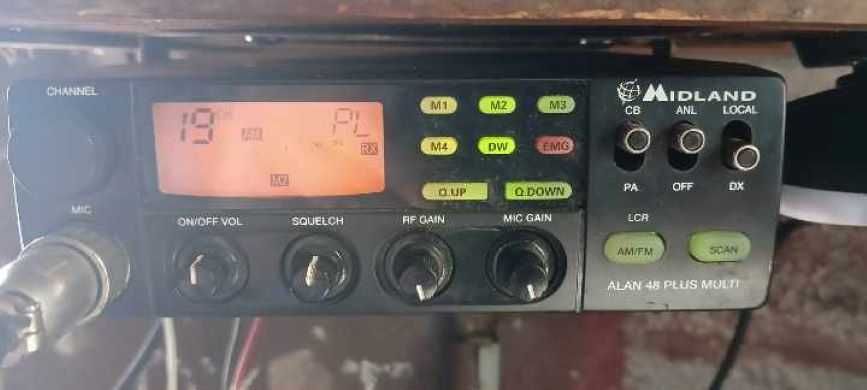 CHANNEL
MIC
19 AM PL
RX
M2
M1 M2 M3
M4 DW EMG
Q.UP Q.DOWN
ON/OFF VOL SQUELCH RF GAIN MIC GAIN
MIDLAND
CB ANL LOCAL
PA OFF DX
LCR
AM/FM SCAN
ALAN 48 PLUS MULTI